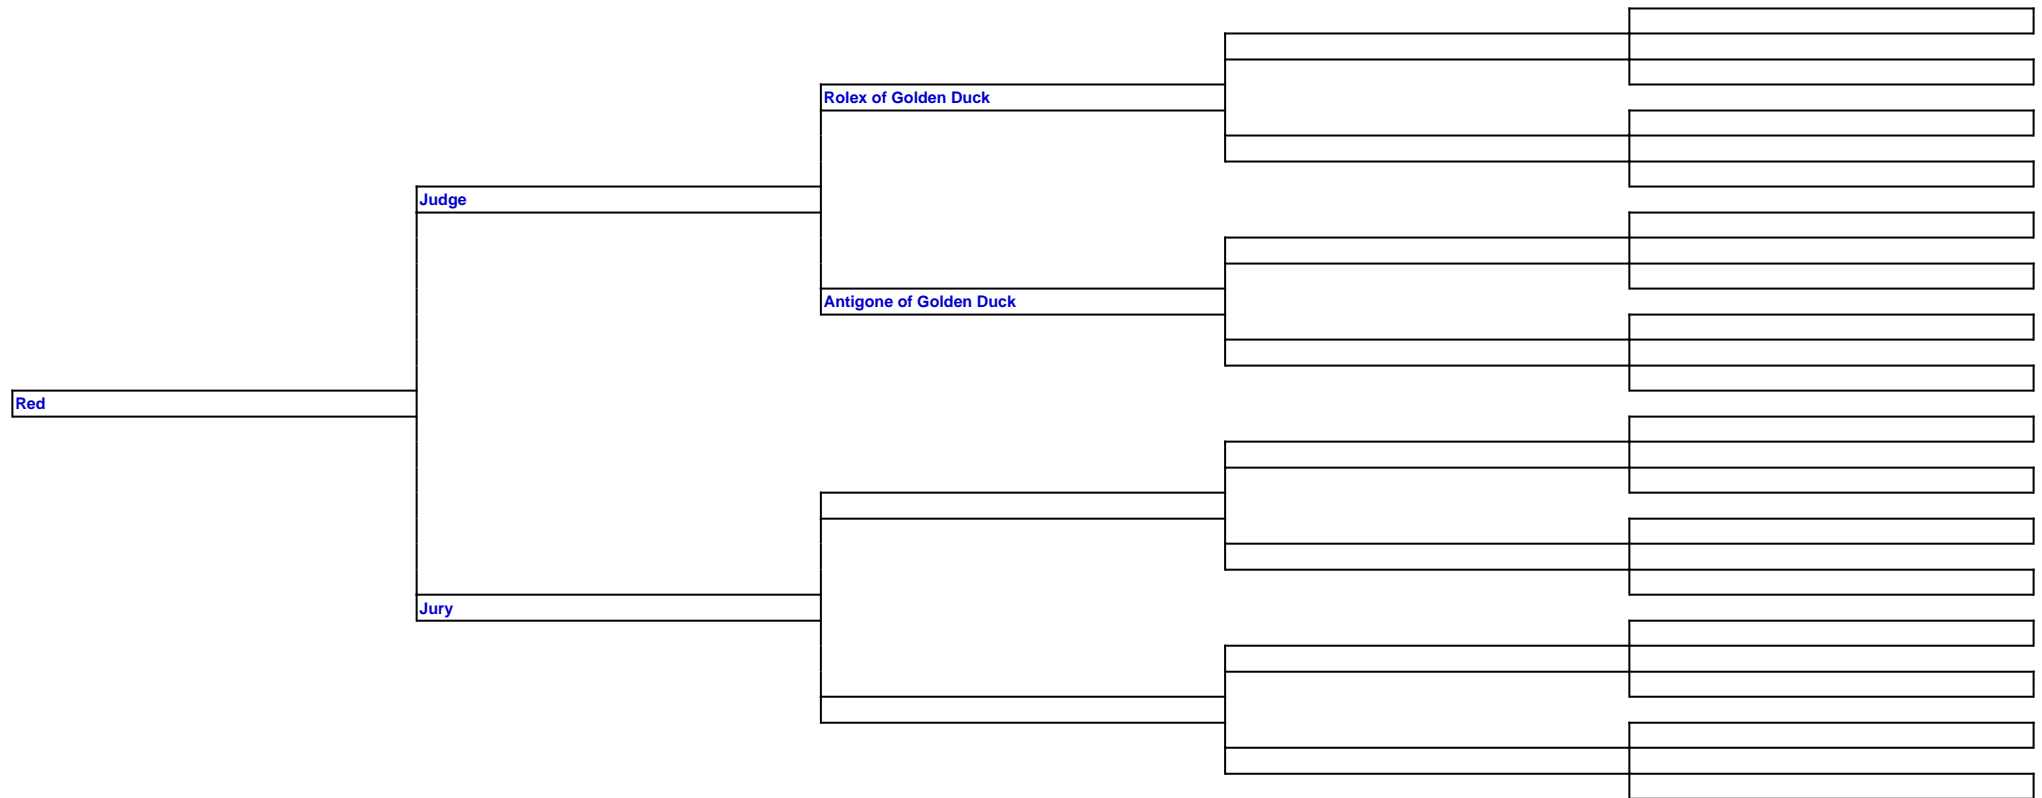 Rolex of Golden Duck
Judge
Antigone of Golden Duck
Red
Jury